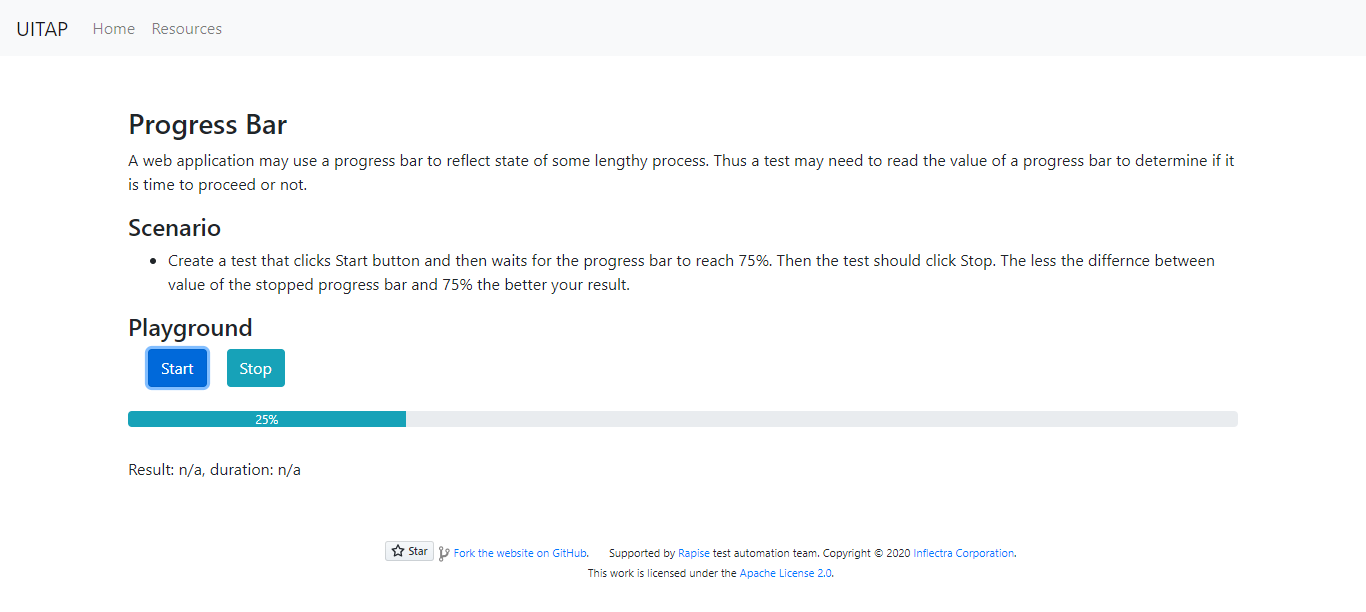 UITAP Home Resources
Progress Bar
A web application may use a progress bar to reflect state of some lengthy process. Thus a test may need to read the value of a progress bar to determine if it
is time to proceed or not.
Scenario
• Create a test that clicks Start button and then waits for the progress bar to reach 75%. Then the test should click Stop. The less the differnce between
value of the stopped progress bar and 75% the better your result.
Playground
Start Stop
25%
Result: n/a, duration: n/a
Star Fork the website on GitHub. Supported by Rapise test automation team. Copyright © 2020 Inflectra Corporation.
This work is licensed under the Apache License 2.0.